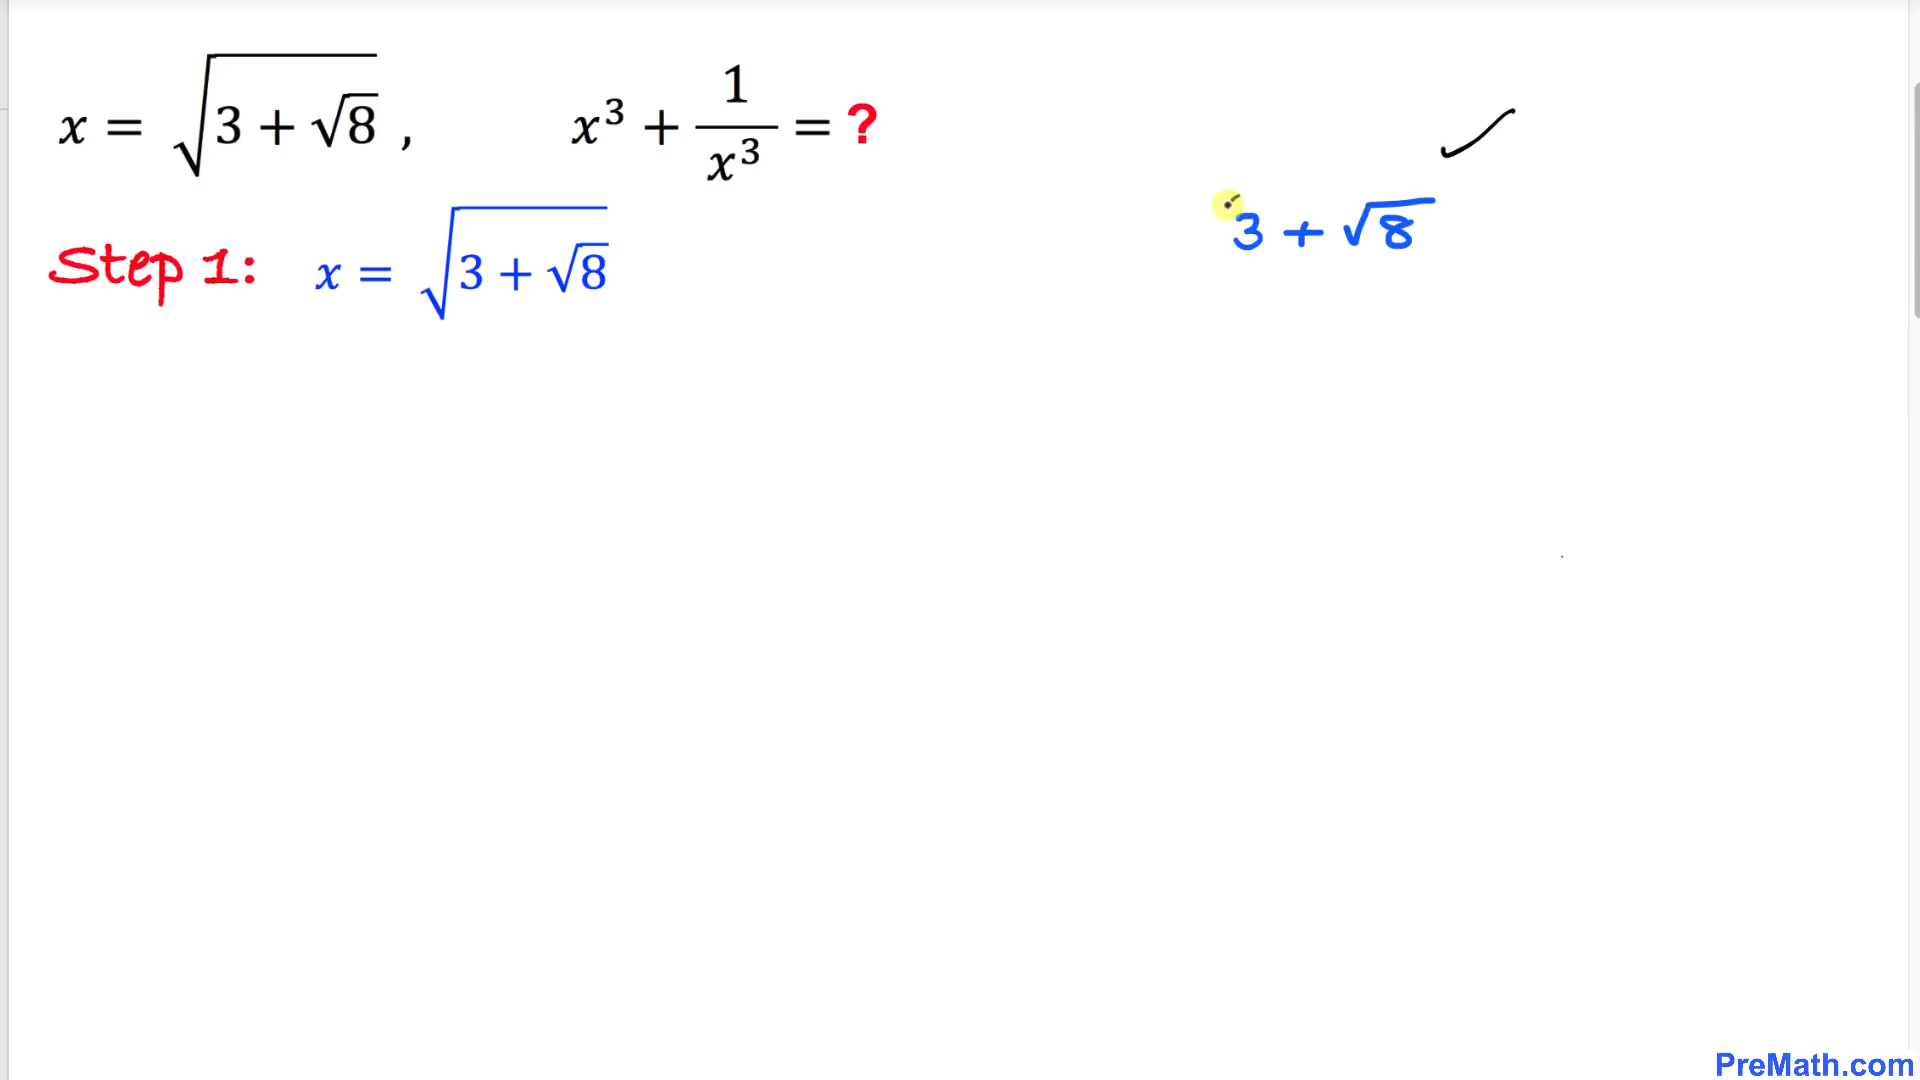 x = √(3 + √8) , x³ + 1/x³ = ?
3 + √8
Step 1: x = √(3 + √8)
PreMath.com